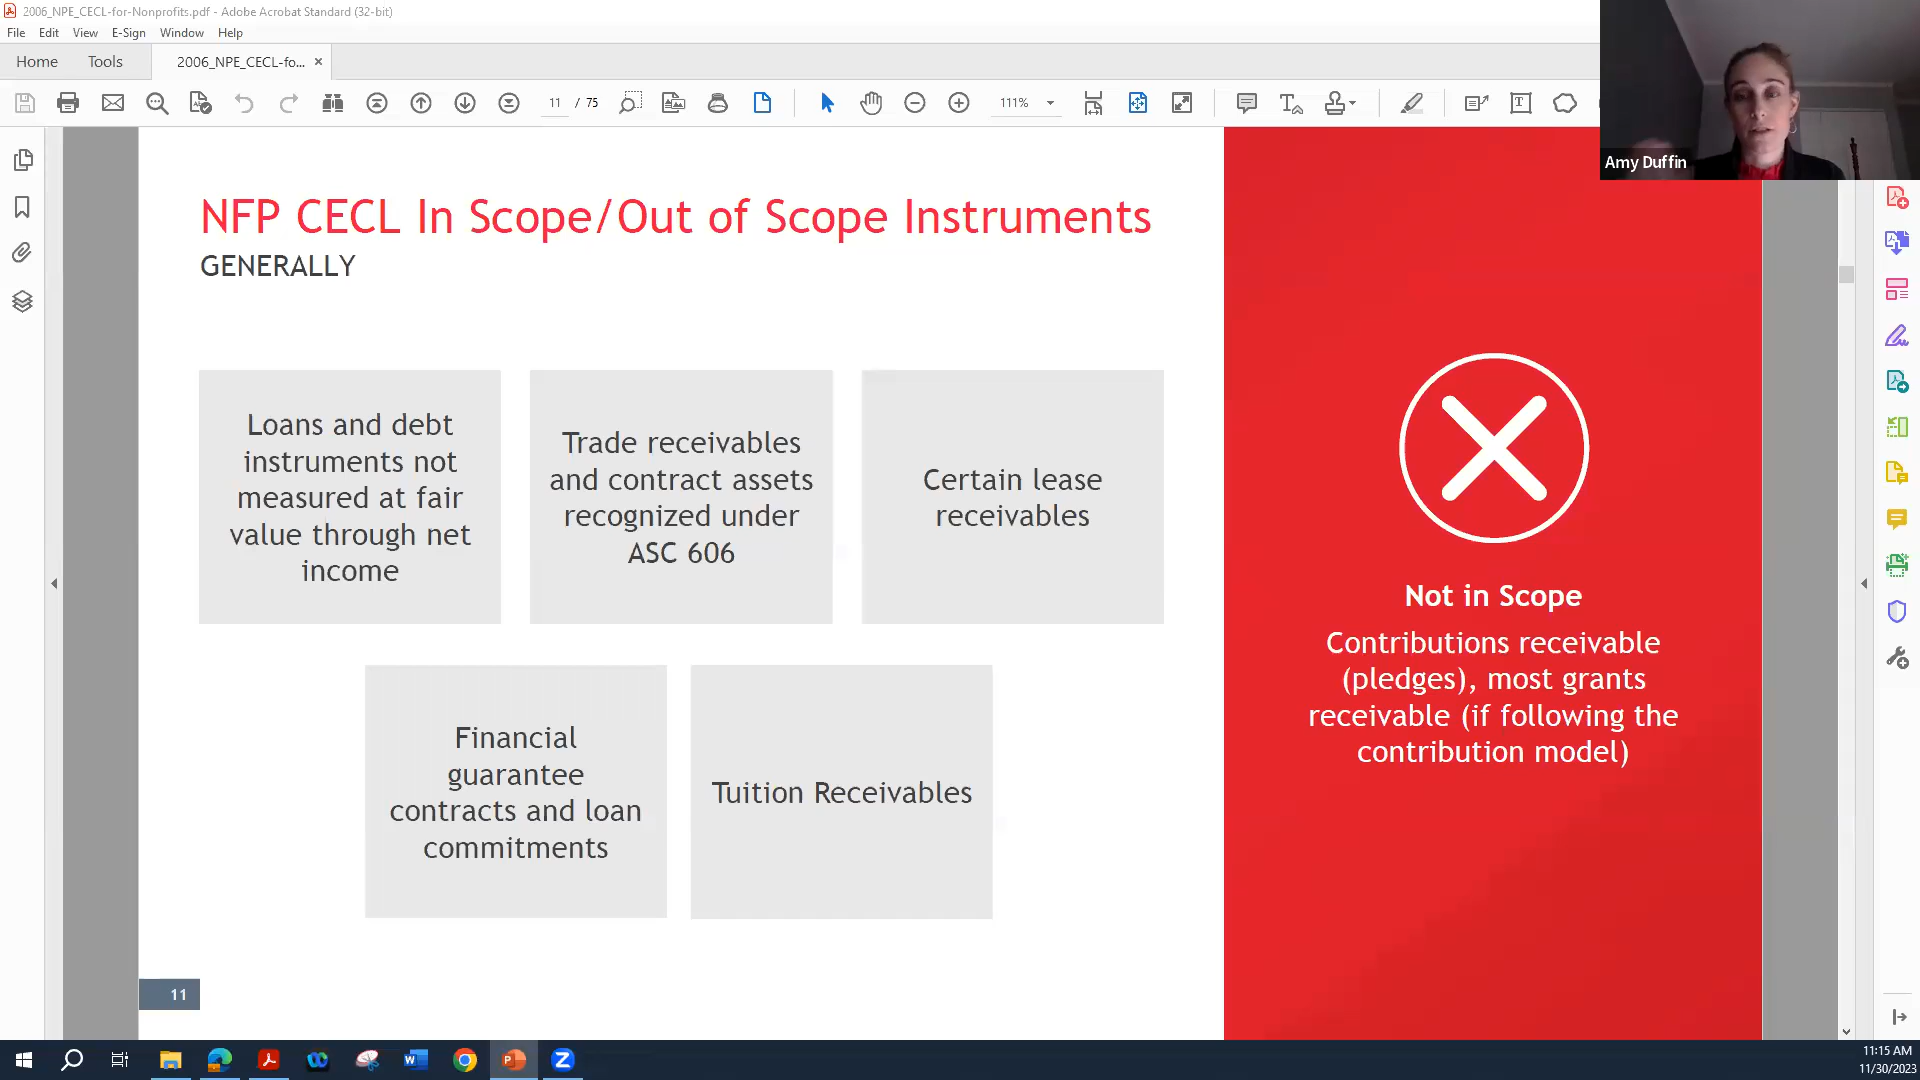 2006_NPE_CECL-for-Nonprofits.pdf - Adobe Acrobat Standard (32-bit)
File Edit View E-Sign Window Help
Home Tools 2006_NPE_CECL-fo... ×
11 / 75 111%
Amy Duffin
NFP CECL In Scope/Out of Scope Instruments
GENERALLY
Loans and debt
instruments not
measured at fair
value through net
income
Trade receivables
and contract assets
recognized under
ASC 606
Certain lease
receivables
Financial
guarantee
contracts and loan
commitments
Tuition Receivables
Not in Scope
Contributions receivable
(pledges), most grants
receivable (if following the
contribution model)
11
11:15 AM
11/30/2023